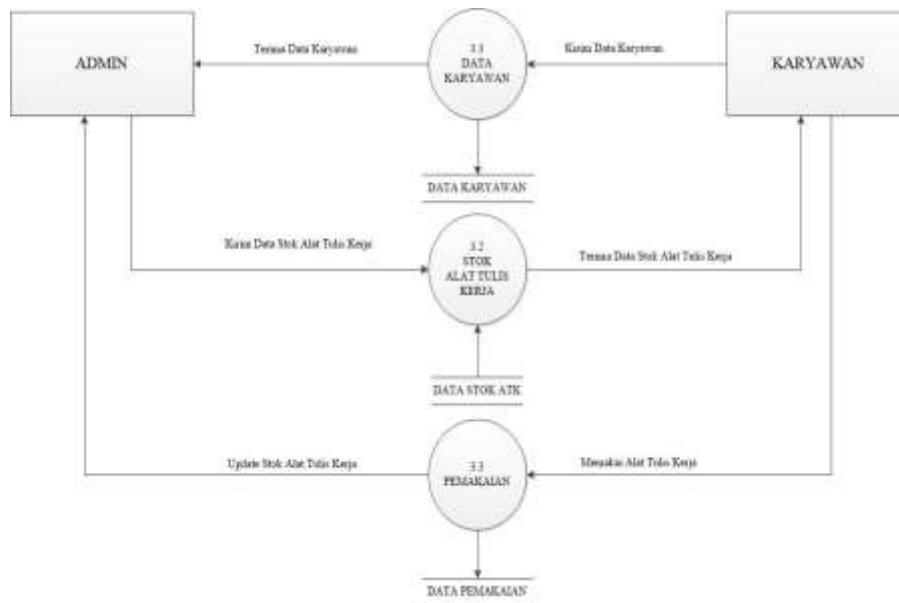 ADMIN
Terima Data Karyawan
3.1
DATA
KARYAWAN
Kirim Data Karyawan
KARYAWAN
DATA KARYAWAN
Kirim Data Stok Alat Tulis Kerja
3.2
STOK
ALAT TULIS
KERJA
Terima Data Stok Alat Tulis Kerja
DATA STOK ATK
Update Stok Alat Tulis Kerja
3.3
PEMAKAIAN
Memakai Alat Tulis Kerja
DATA PEMAKAIAN